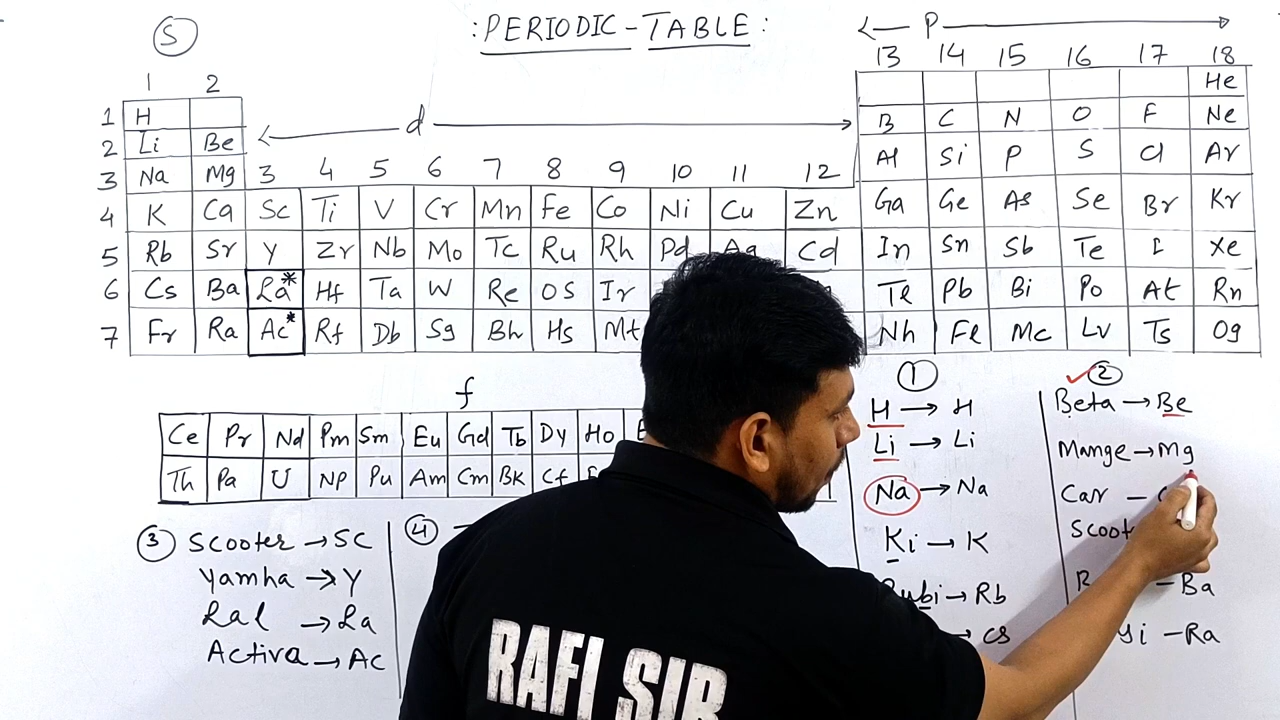 S :PERIODIC-TABLE: P
13 14 15 16 17 18
1 2 He
1 H
d B C N O F Ne
2 Li Be
3 Na Mg 3 4 5 6 7 8 9 10 11 12 Al Si P S Cl Ar
4 K Ca Sc Ti V Cr Mn Fe Co Ni Cu Zn Ga Ge As Se Br Kr
5 Rb Sr Y Zr Nb Mo Tc Ru Rh Pd Ag Cd In Sn Sb Te I Xe
6 Cs Ba La* Hf Ta W Re OS Ir Tl Pb Bi Po At Rn
7 Fr Ra Ac* Rf Db Sg Bh Hs Mt Nh Fl Mc Lv Ts Og
f
Ce Pr Nd Pm Sm Eu Gd Tb Dy Ho
Th Pa U NP Pu Am Cm BK Cf
3 Scooter → SC
Yamha → Y
Lal → La
Activa → AC
4
1
H → H
Li → Li
Na → Na
Ki → K
Rubi → Rb
→ CS
2
Beta → Be
Mange → Mg
Car –
Scoot
– Ba
– Ra
RAFI SIR